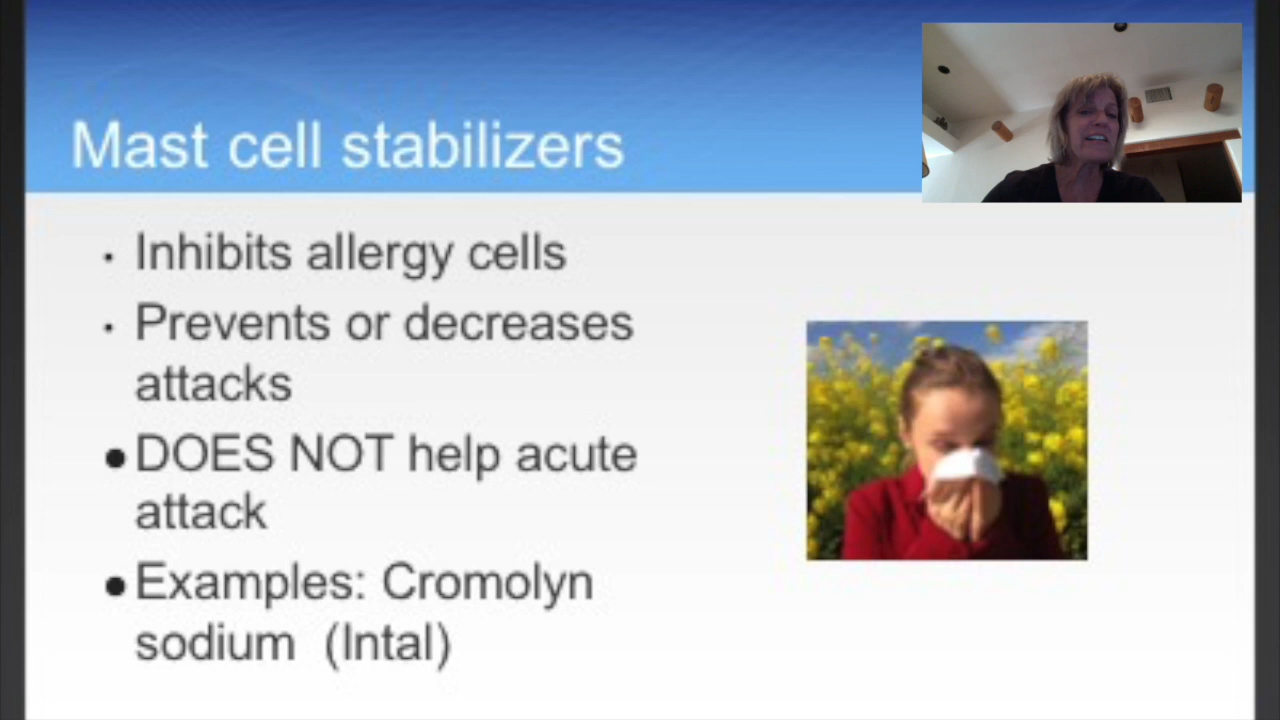 Mast cell stabilizers
· Inhibits allergy cells
· Prevents or decreases
attacks
● DOES NOT help acute
attack
● Examples: Cromolyn
sodium (Intal)